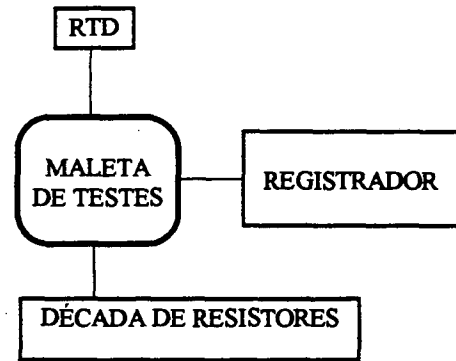 RTD
MALETA
DE TESTES
REGISTRADOR
DÉCADA DE RESISTORES